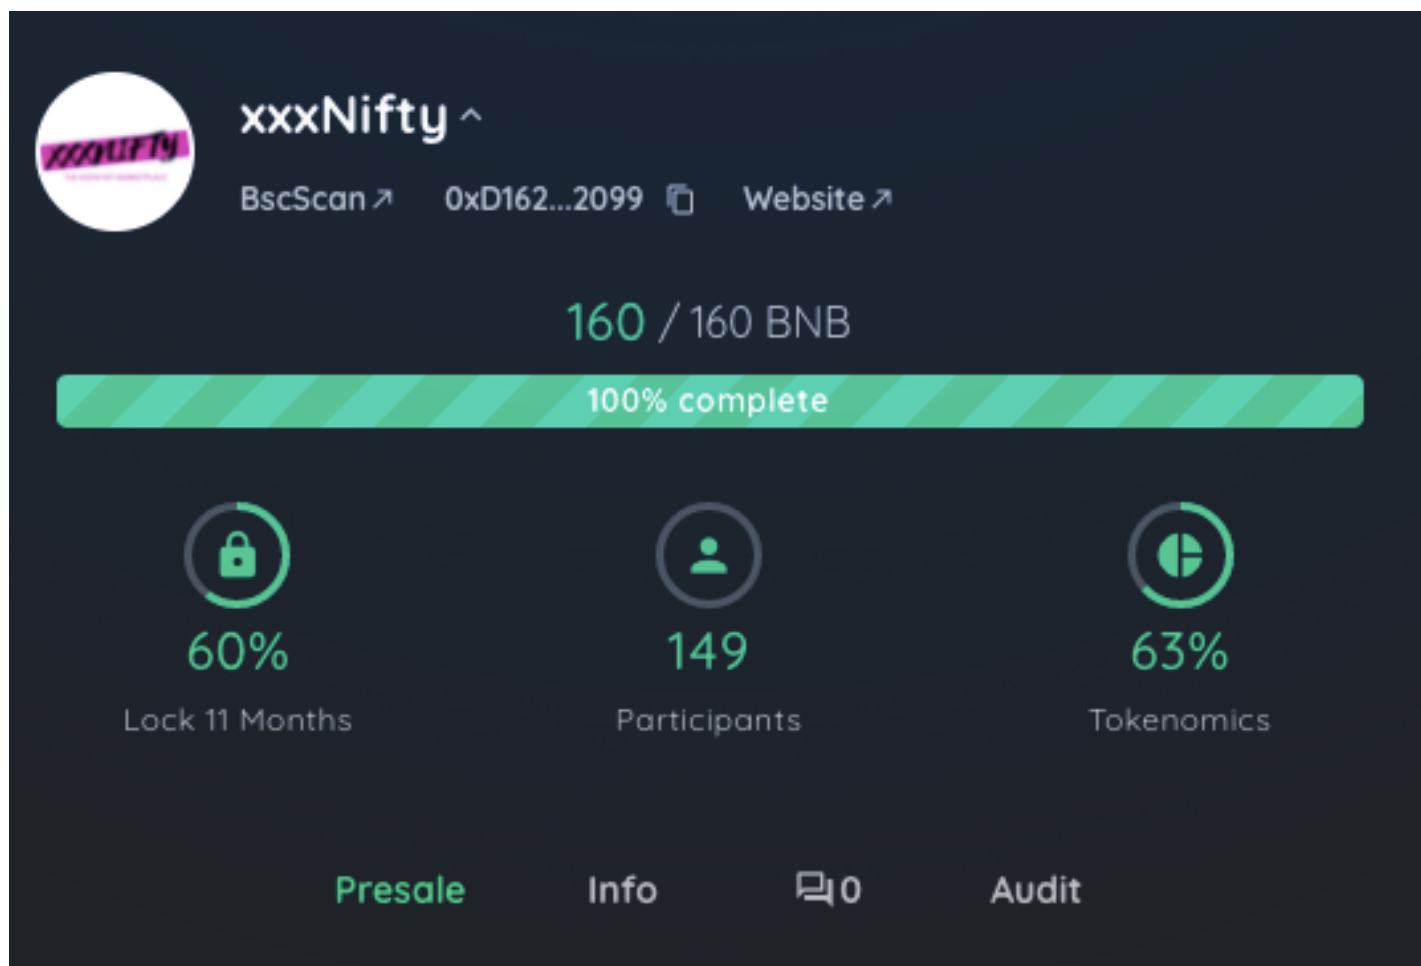 xxxNifty
xxxNifty
BscScan 0xD162...2099 Website
160 / 160 BNB
100% complete
60% 149 63%
Lock 11 Months Participants Tokenomics
Presale Info 0 Audit